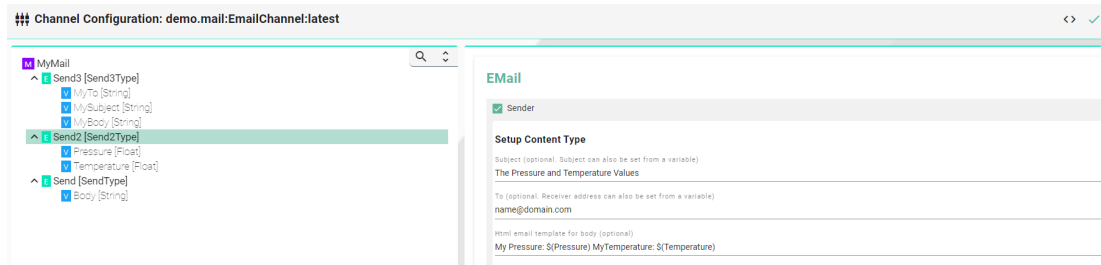 Channel Configuration: demo.mail:EmailChannel:latest
M MyMail
E Send3 [Send3Type]
V MyTo [String]
V MySubject [String]
V MyBody [String]
E Send2 [Send2Type]
V Pressure [Float]
V Temperature [Float]
E Send [SendType]
V Body [String]
EMail
Sender
Setup Content Type
Subject (optional. Subject can also be set from a variable)
The Pressure and Temperature Values
To (optional. Receiver address can also be set from a variable)
name@domain.com
Html email template for body (optional)
My Pressure: $(Pressure) MyTemperature: $(Temperature)